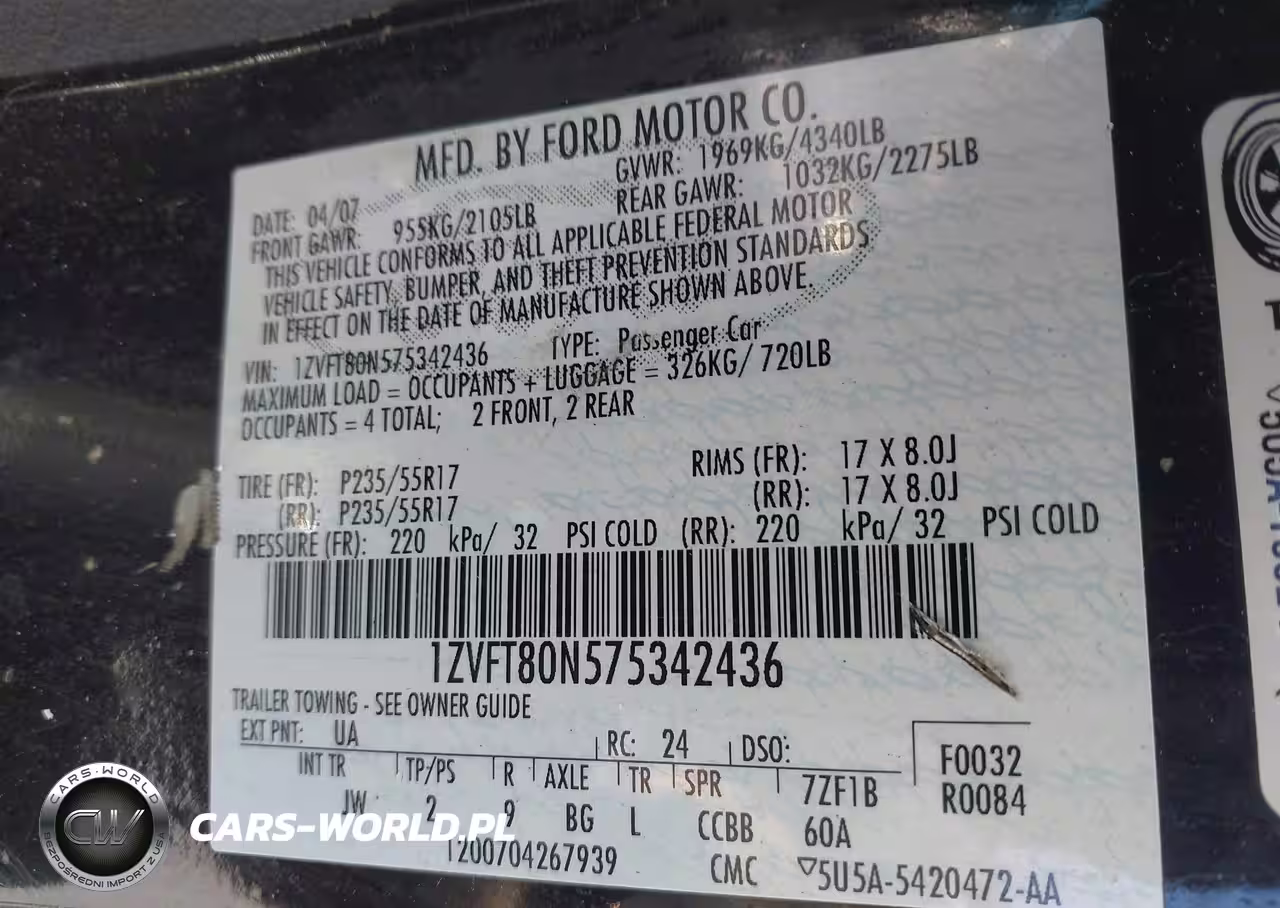 MFD. BY FORD MOTOR CO.
DATE: 04/07 GVWR: 1969KG/4340LB
FRONT GAWR: 955KG/2105LB REAR GAWR: 1032KG/2275LB
THIS VEHICLE CONFORMS TO ALL APPLICABLE FEDERAL MOTOR
VEHICLE SAFETY, BUMPER, AND THEFT PREVENTION STANDARDS
IN EFFECT ON THE DATE OF MANUFACTURE SHOWN ABOVE.
VIN: 1ZVFT80N575342436 TYPE: Passenger Car
MAXIMUM LOAD = OCCUPANTS + LUGGAGE = 326KG/ 720LB
OCCUPANTS = 4 TOTAL; 2 FRONT, 2 REAR
TIRE (FR): P235/55R17 RIMS (FR): 17 X 8.0J
(RR): P235/55R17 (RR): 17 X 8.0J
PRESSURE (FR): 220 kPa/ 32 PSI COLD (RR): 220 kPa/ 32 PSI COLD
1ZVFT80N575342436
TRAILER TOWING - SEE OWNER GUIDE
EXT PNT: UA RC: 24 DSO: F0032
INT TR TP/PS R AXLE TR SPR 7ZF1B R0084
JW 2 9 BG L CCBB 60A
1200704267939 CMC ▽5U5A-5420472-AA
CARS-WORLD
CW
BEZPOŚREDNI IMPORT Z USA
CARS-WORLD.PL